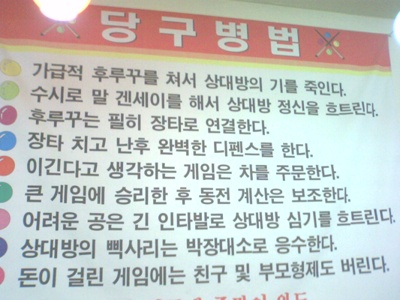 당구병법
가급적 후루꾸를 쳐서 상대방의 기를 죽인다.
수시로 말 겐세이를 해서 상대방 정신을 흐트린다.
후루꾸는 필히 장타로 연결한다.
장타 치고 난후 완벽한 디펜스를 한다.
이긴다고 생각하는 게임은 차를 주문한다.
큰 게임에 승리한 후 동전 계산은 보조한다.
어려운 공은 긴 인타발로 상대방 심기를 흐트린다.
상대방의 삑사리는 박장대소로 응수한다.
돈이 걸린 게임에는 친구 및 부모형제도 버린다.